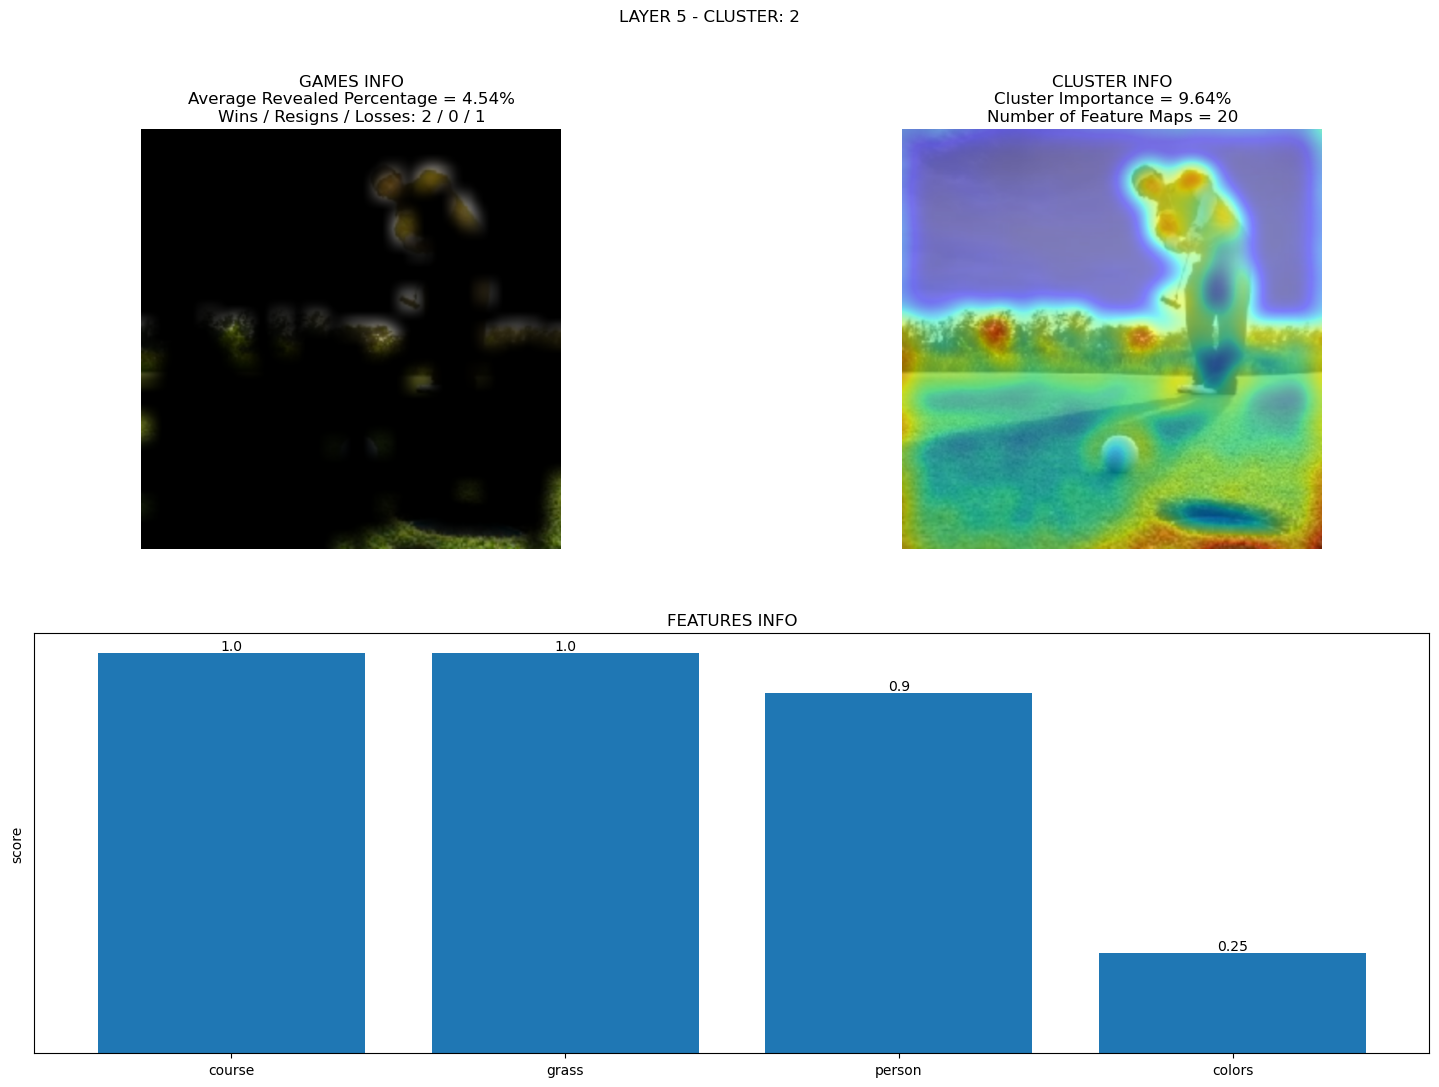 LAYER 5 - CLUSTER: 2
GAMES INFO
Average Revealed Percentage = 4.54%
Wins / Resigns / Losses: 2 / 0 / 1
CLUSTER INFO
Cluster Importance = 9.64%
Number of Feature Maps = 20
FEATURES INFO
score
1.0
1.0
0.9
0.25
course
grass
person
colors